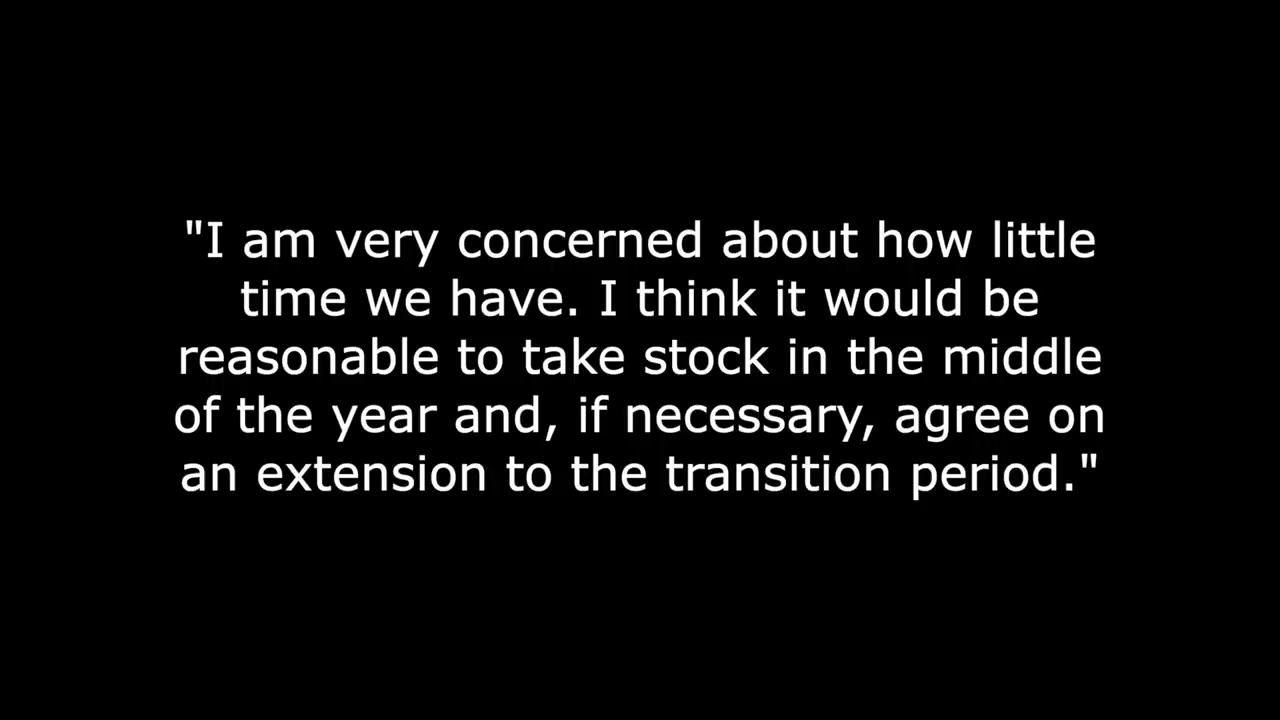 "I am very concerned about how little
time we have. I think it would be
reasonable to take stock in the middle
of the year and, if necessary, agree on
an extension to the transition period."